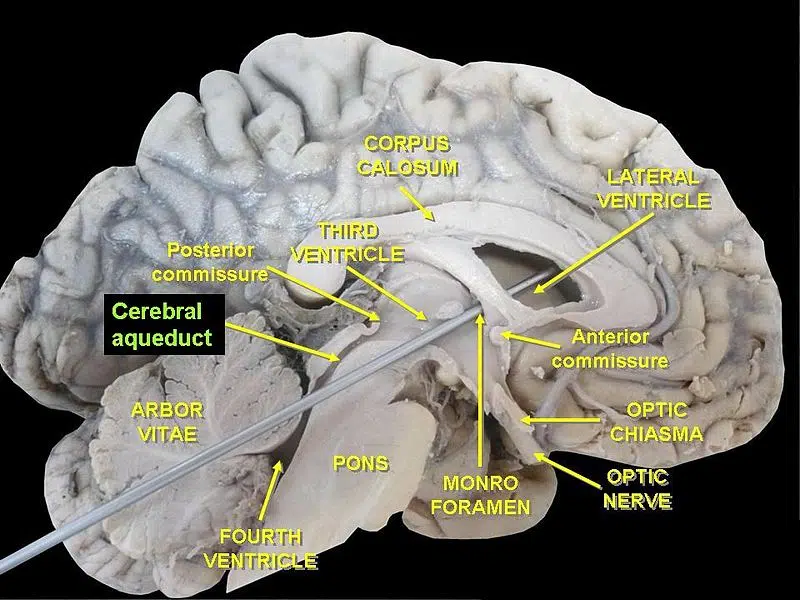 CORPUS
CALOSUM
LATERAL
VENTRICLE
THIRD
VENTRICLE
Posterior
commissure
Cerebral
aqueduct
Anterior
commissure
ARBOR
VITAE
OPTIC
CHIASMA
PONS
MONRO
FORAMEN
OPTIC
NERVE
FOURTH
VENTRICLE